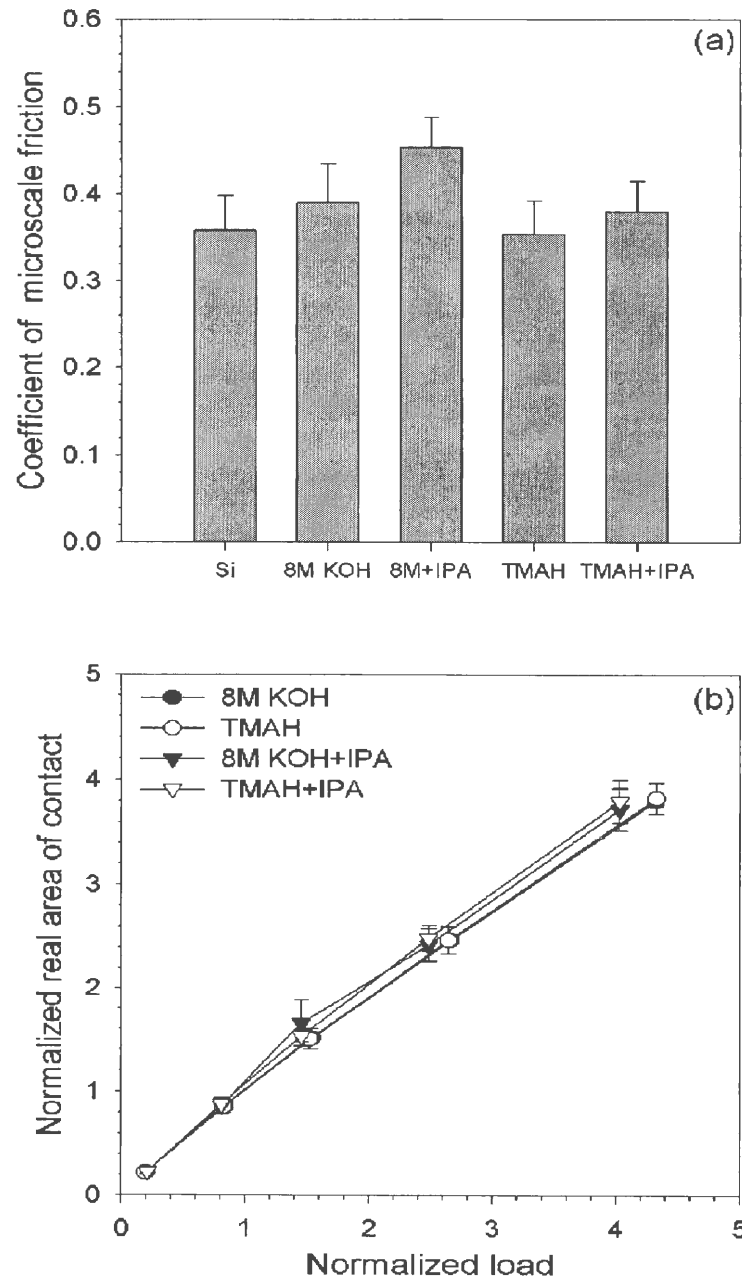 (a)
Coefficient of microscale friction
0.6
0.5
0.4
0.3
0.2
0.1
0.0
Si 8M KOH 8M+IPA TMAH TMAH+IPA
(b)
Normalized real area of contact
5
4
3
2
1
0
8M KOH
TMAH
8M KOH+IPA
TMAH+IPA
0 1 2 3 4 5
Normalized load